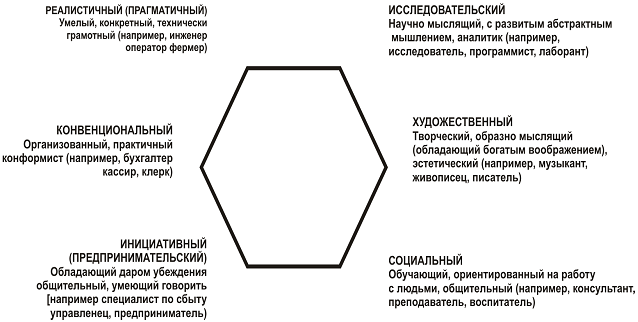 РЕАЛИСТИЧНЫЙ (ПРАГМАТИЧНЫЙ)
Умелый, конкретный, технически
грамотный (например, инженер
оператор фермер)
ИССЛЕДОВАТЕЛЬСКИЙ
Научно мыслящий, с развитым абстрактным
мышлением, аналитик (например,
исследователь, программист, лаборант)
КОНВЕНЦИОНАЛЬНЫЙ
Организованный, практичный
конформист (например, бухгалтер
кассир, клерк)
ХУДОЖЕСТВЕННЫЙ
Творческий, образно мыслящий
(обладающий богатым воображением),
эстетический (например, музыкант,
живописец, писатель)
ИНИЦИАТИВНЫЙ
(ПРЕДПРИНИМАТЕЛЬСКИЙ)
Обладающий даром убеждения
общительный, умеющий говорить
[например специалист по сбыту
управленец, предприниматель)
СОЦИАЛЬНЫЙ
Обучающий, ориентированный на работу
с людьми, общительный (например, консультант,
преподаватель, воспитатель)